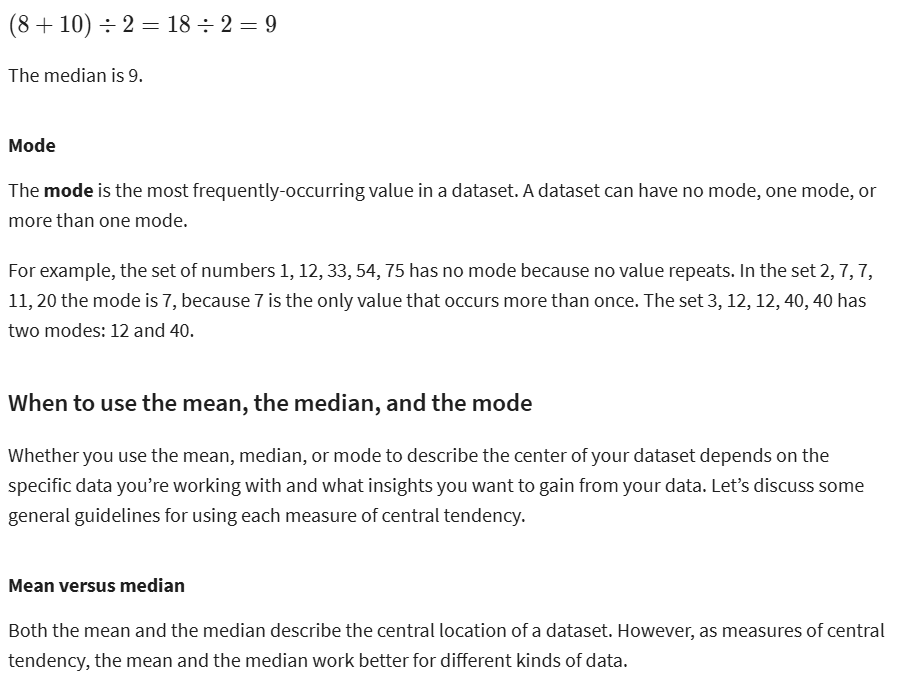 (8 + 10) ÷ 2 = 18 ÷ 2 = 9
The median is 9.
Mode
The mode is the most frequently-occurring value in a dataset. A dataset can have no mode, one mode, or
more than one mode.
For example, the set of numbers 1, 12, 33, 54, 75 has no mode because no value repeats. In the set 2, 7, 7,
11, 20 the mode is 7, because 7 is the only value that occurs more than once. The set 3, 12, 12, 40, 40 has
two modes: 12 and 40.
When to use the mean, the median, and the mode
Whether you use the mean, median, or mode to describe the center of your dataset depends on the
specific data you’re working with and what insights you want to gain from your data. Let’s discuss some
general guidelines for using each measure of central tendency.
Mean versus median
Both the mean and the median describe the central location of a dataset. However, as measures of central
tendency, the mean and the median work better for different kinds of data.